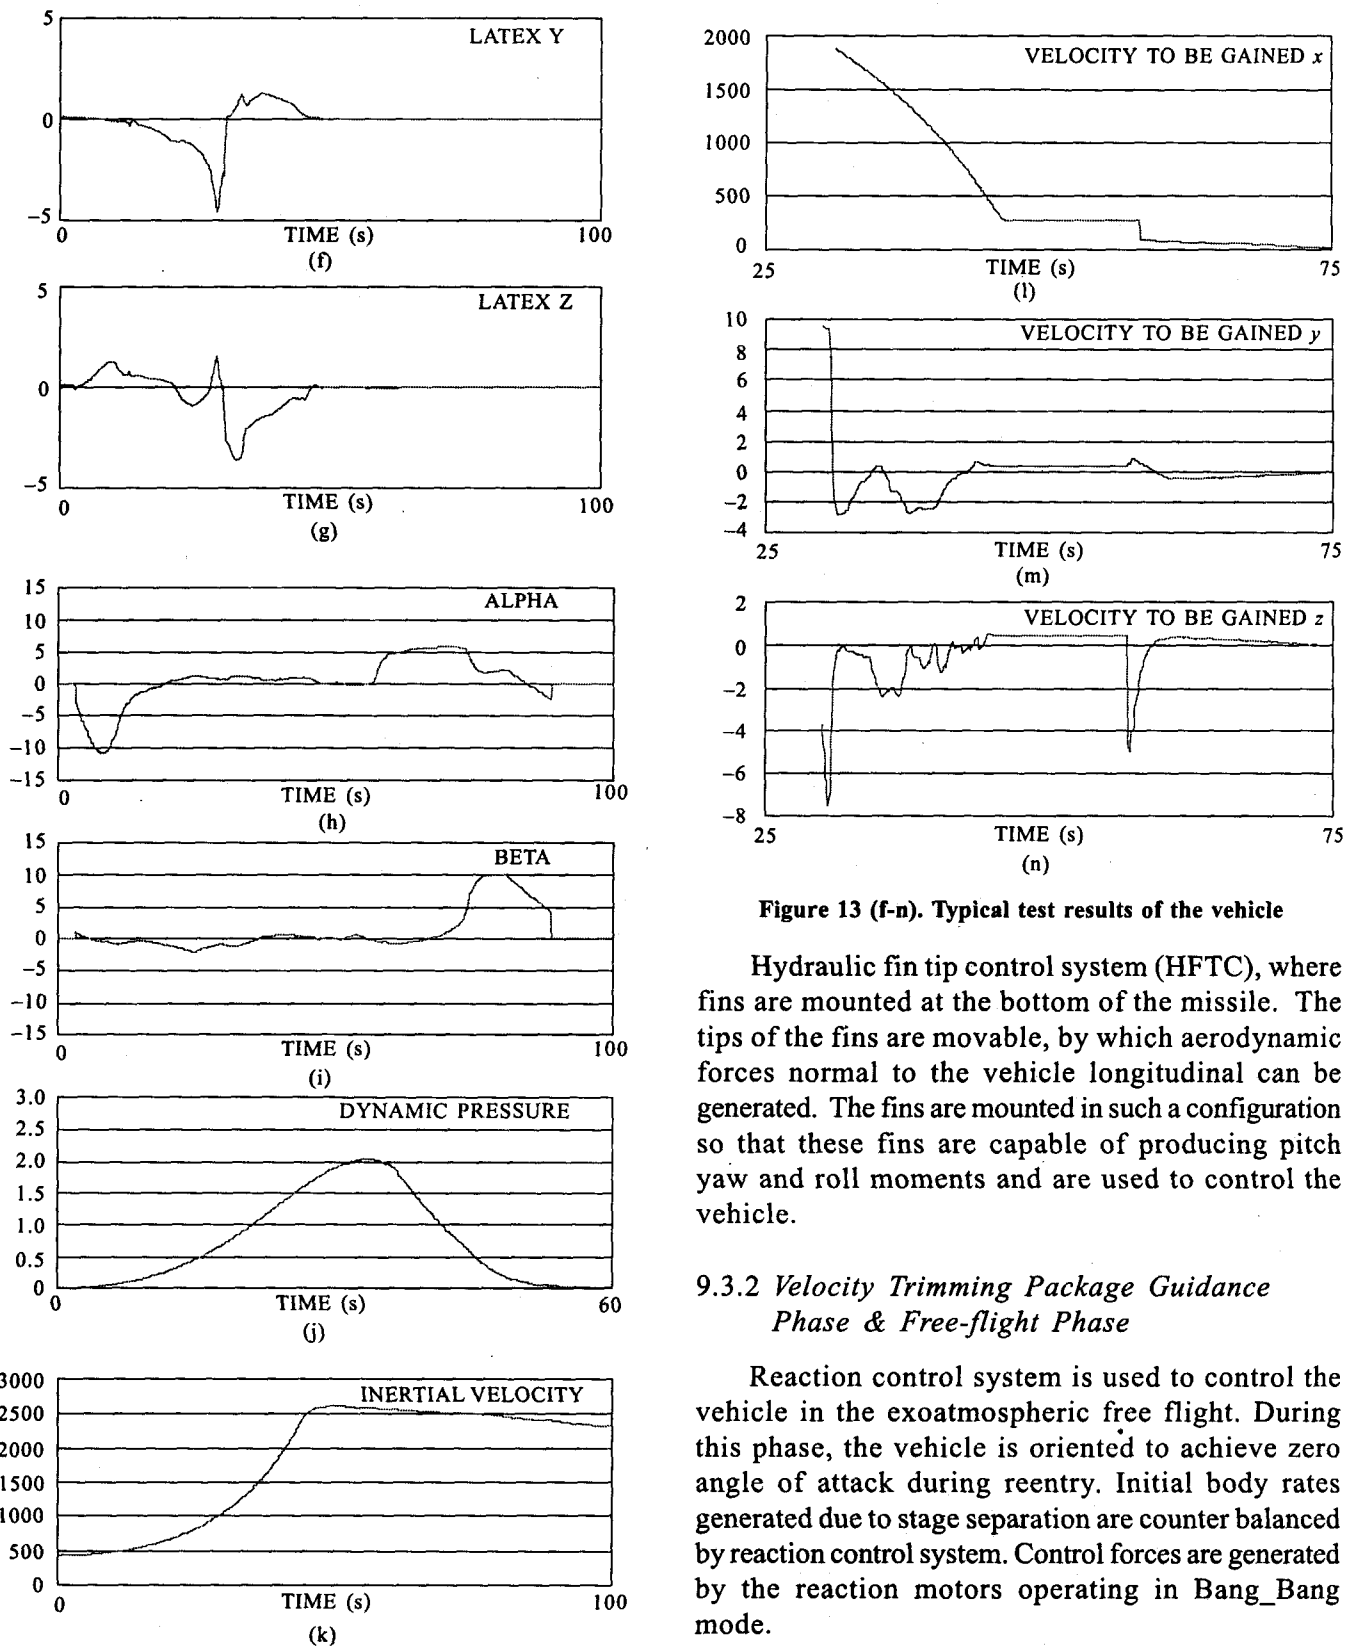 5
LATEX Y
0
−5
0
TIME (s)
100
(f)
5
LATEX Z
0
−5
0
TIME (s)
100
(g)
15
ALPHA
10
5
0
−5
−10
−15
0
TIME (s)
100
(h)
15
BETA
10
5
0
−5
−10
−15
0
TIME (s)
100
(i)
3.0
DYNAMIC PRESSURE
2.5
2.0
1.5
1.0
0.5
0
0
TIME (s)
60
(j)
3000
INERTIAL VELOCITY
2500
2000
1500
1000
500
0
0
TIME (s)
100
(k)
2000
VELOCITY TO BE GAINED x
1500
1000
500
0
25
TIME (s)
75
(l)
10
VELOCITY TO BE GAINED y
8
6
4
2
0
−2
−4
25
TIME (s)
75
(m)
2
VELOCITY TO BE GAINED z
0
−2
−4
−6
−8
25
TIME (s)
75
(n)
Figure 13 (f-n). Typical test results of the vehicle
Hydraulic fin tip control system (HFTC), where
fins are mounted at the bottom of the missile. The
tips of the fins are movable, by which aerodynamic
forces normal to the vehicle longitudinal can be
generated. The fins are mounted in such a configuration
so that these fins are capable of producing pitch
yaw and roll moments and are used to control the
vehicle.
9.3.2 Velocity Trimming Package Guidance
Phase & Free-flight Phase
Reaction control system is used to control the
vehicle in the exoatmospheric free flight. During
this phase, the vehicle is oriented to achieve zero
angle of attack during reentry. Initial body rates
generated due to stage separation are counter balanced
by reaction control system. Control forces are generated
by the reaction motors operating in Bang_Bang
mode.